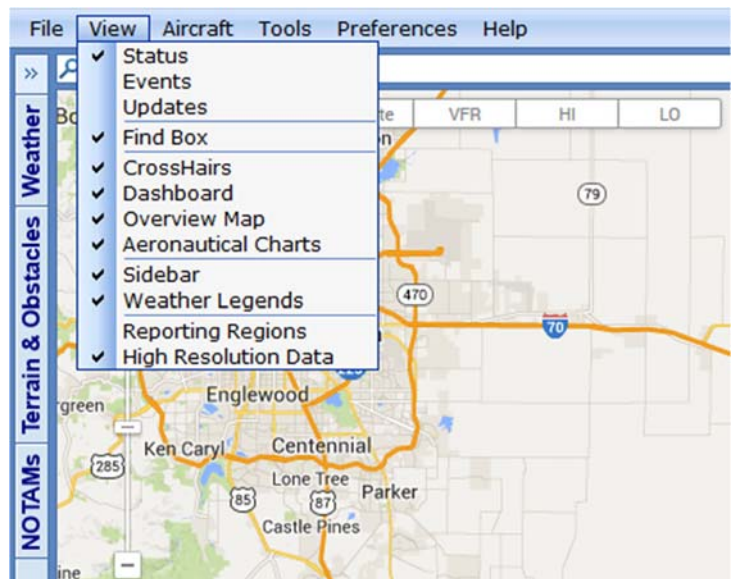 File View Aircraft Tools Preferences Help
»
Status
Events
Updates
Find Box
CrossHairs
Dashboard
Overview Map
Aeronautical Charts
Sidebar
Weather Legends
Reporting Regions
High Resolution Data
VFR HI LO
Weather
Terrain & Obstacles
NOTAMs
79
470
70
Englewood
Ken Caryl
Centennial
285
Lone Tree
85
87
Parker
Castle Pines